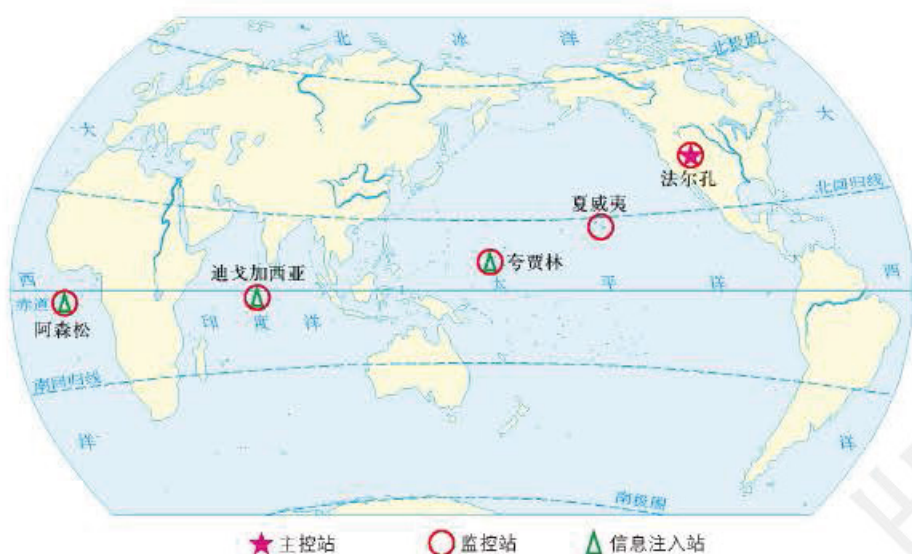 北 冰 洋
北极圈
大
大
法尔孔
北回归线
夏威夷
夸贾林
迪戈加西亚
太 平 洋
西
西
赤道
阿森松
印 度 洋
南回归线
洋
洋
南极圈
主控站 监控站 信息注入站